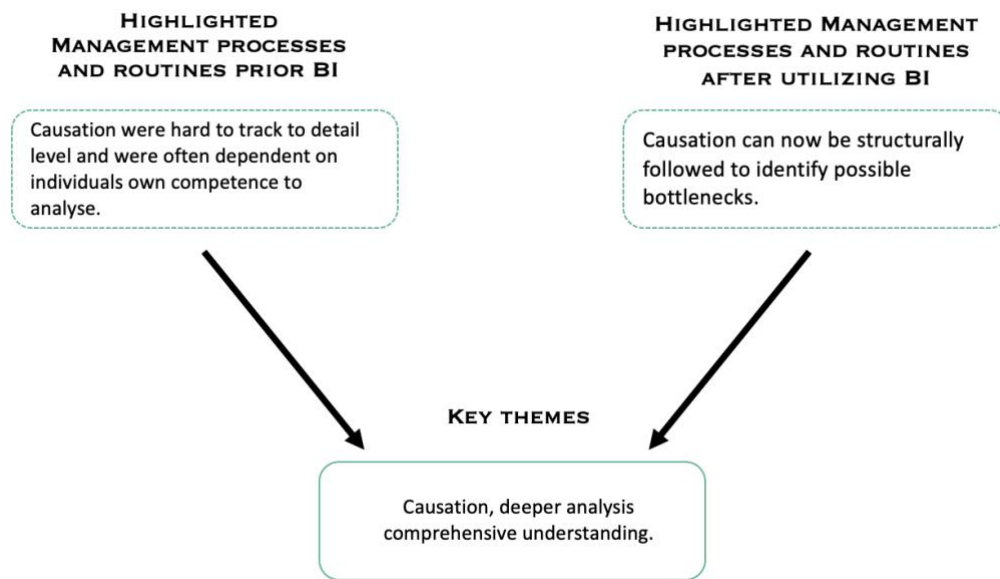 HIGHLIGHTED
MANAGEMENT PROCESSES
AND ROUTINES PRIOR BI
Causation were hard to track to detail
level and were often dependent on
individuals own competence to
analyse.
HIGHLIGHTED MANAGEMENT
PROCESSES AND ROUTINES
AFTER UTILIZING BI
Causation can now be structurally
followed to identify possible
bottlenecks.
KEY THEMES
Causation, deeper analysis
comprehensive understanding.